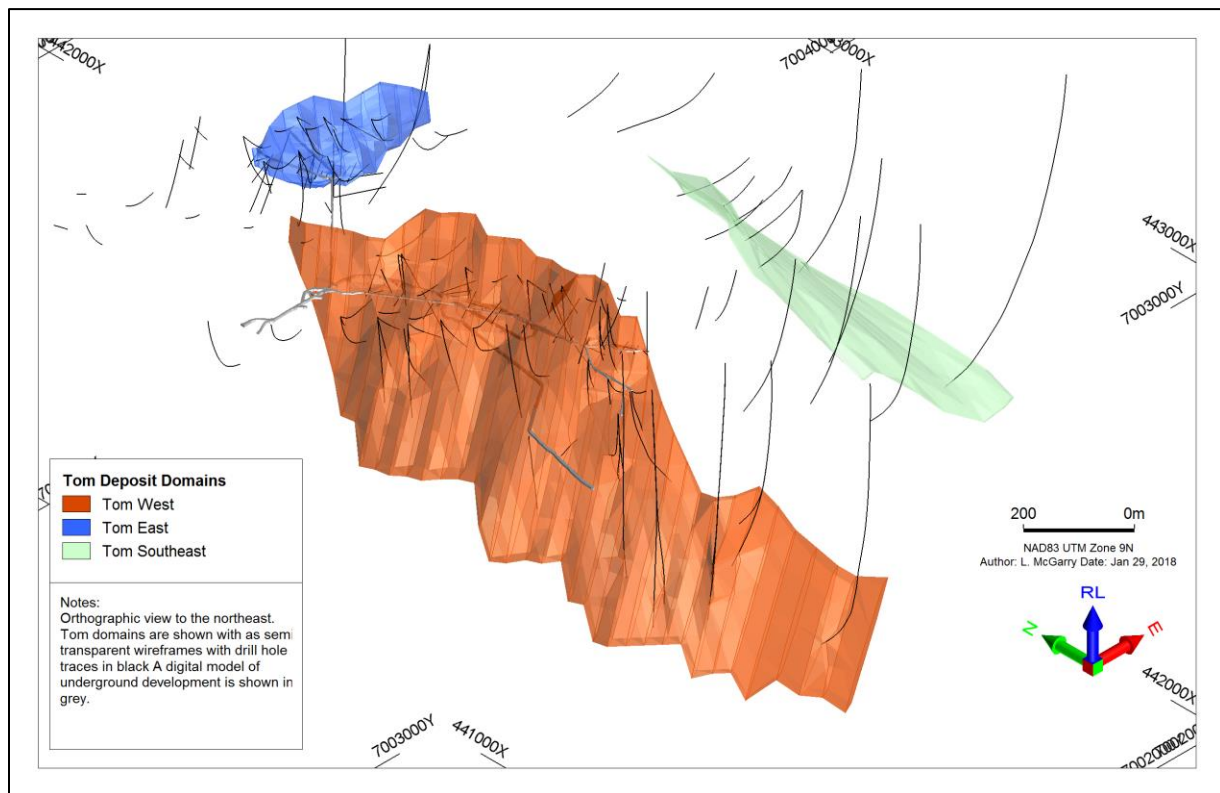 442000X
443000X
7003000Y
Tom Deposit Domains
Tom West
Tom East
Tom Southeast
Notes:
Orthographic view to the northeast.
Tom domains are shown with as semi
transparent wireframes with drill hole
traces in black A digital model of
underground development is shown in
grey.
200 0m
NAD83 UTM Zone 9N
Author: L. McGarry Date: Jan 29, 2018
RL
N
E
442000X
7003000Y
441000X